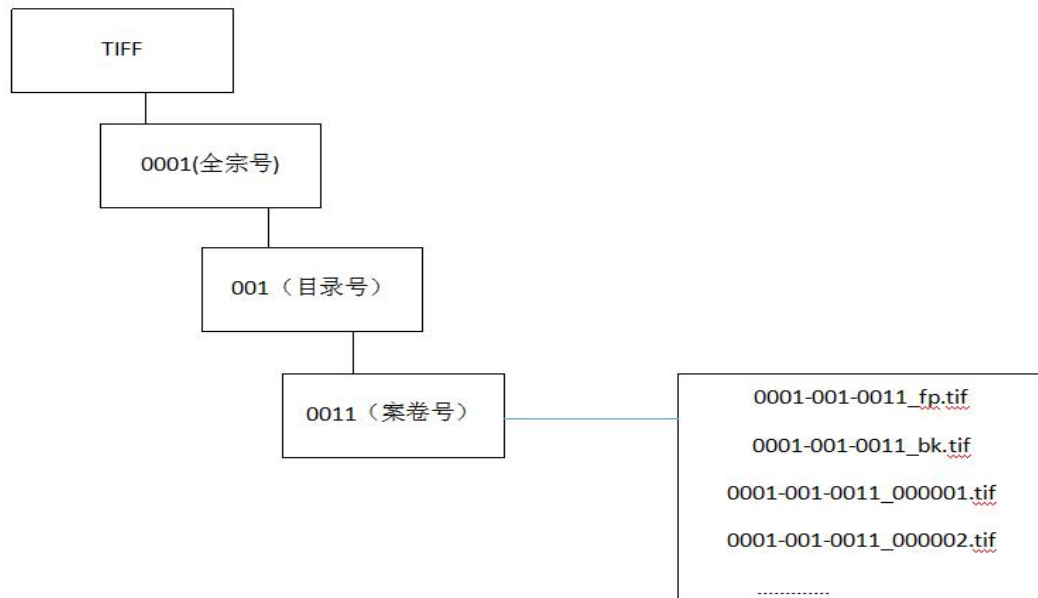 TIFF
0001(全宗号)
001（目录号）
0011（案卷号）
0001-001-0011_fp.tif
0001-001-0011_bk.tif
0001-001-0011_000001.tif
0001-001-0011_000002.tif
.............